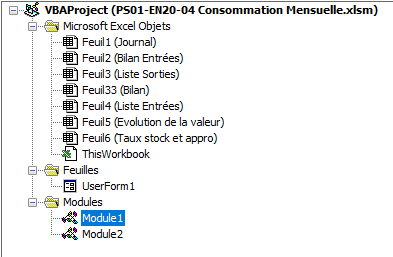 VBAProject (PS01-EN20-04 Consommation Mensuelle.xlsm)
Microsoft Excel Objets
Feuil1 (Journal)
Feuil2 (Bilan Entrées)
Feuil3 (Liste Sorties)
Feuil33 (Bilan)
Feuil4 (Liste Entrées)
Feuil5 (Evolution de la valeur)
Feuil6 (Taux stock et appro)
ThisWorkbook
Feuilles
UserForm1
Modules
Module1
Module2